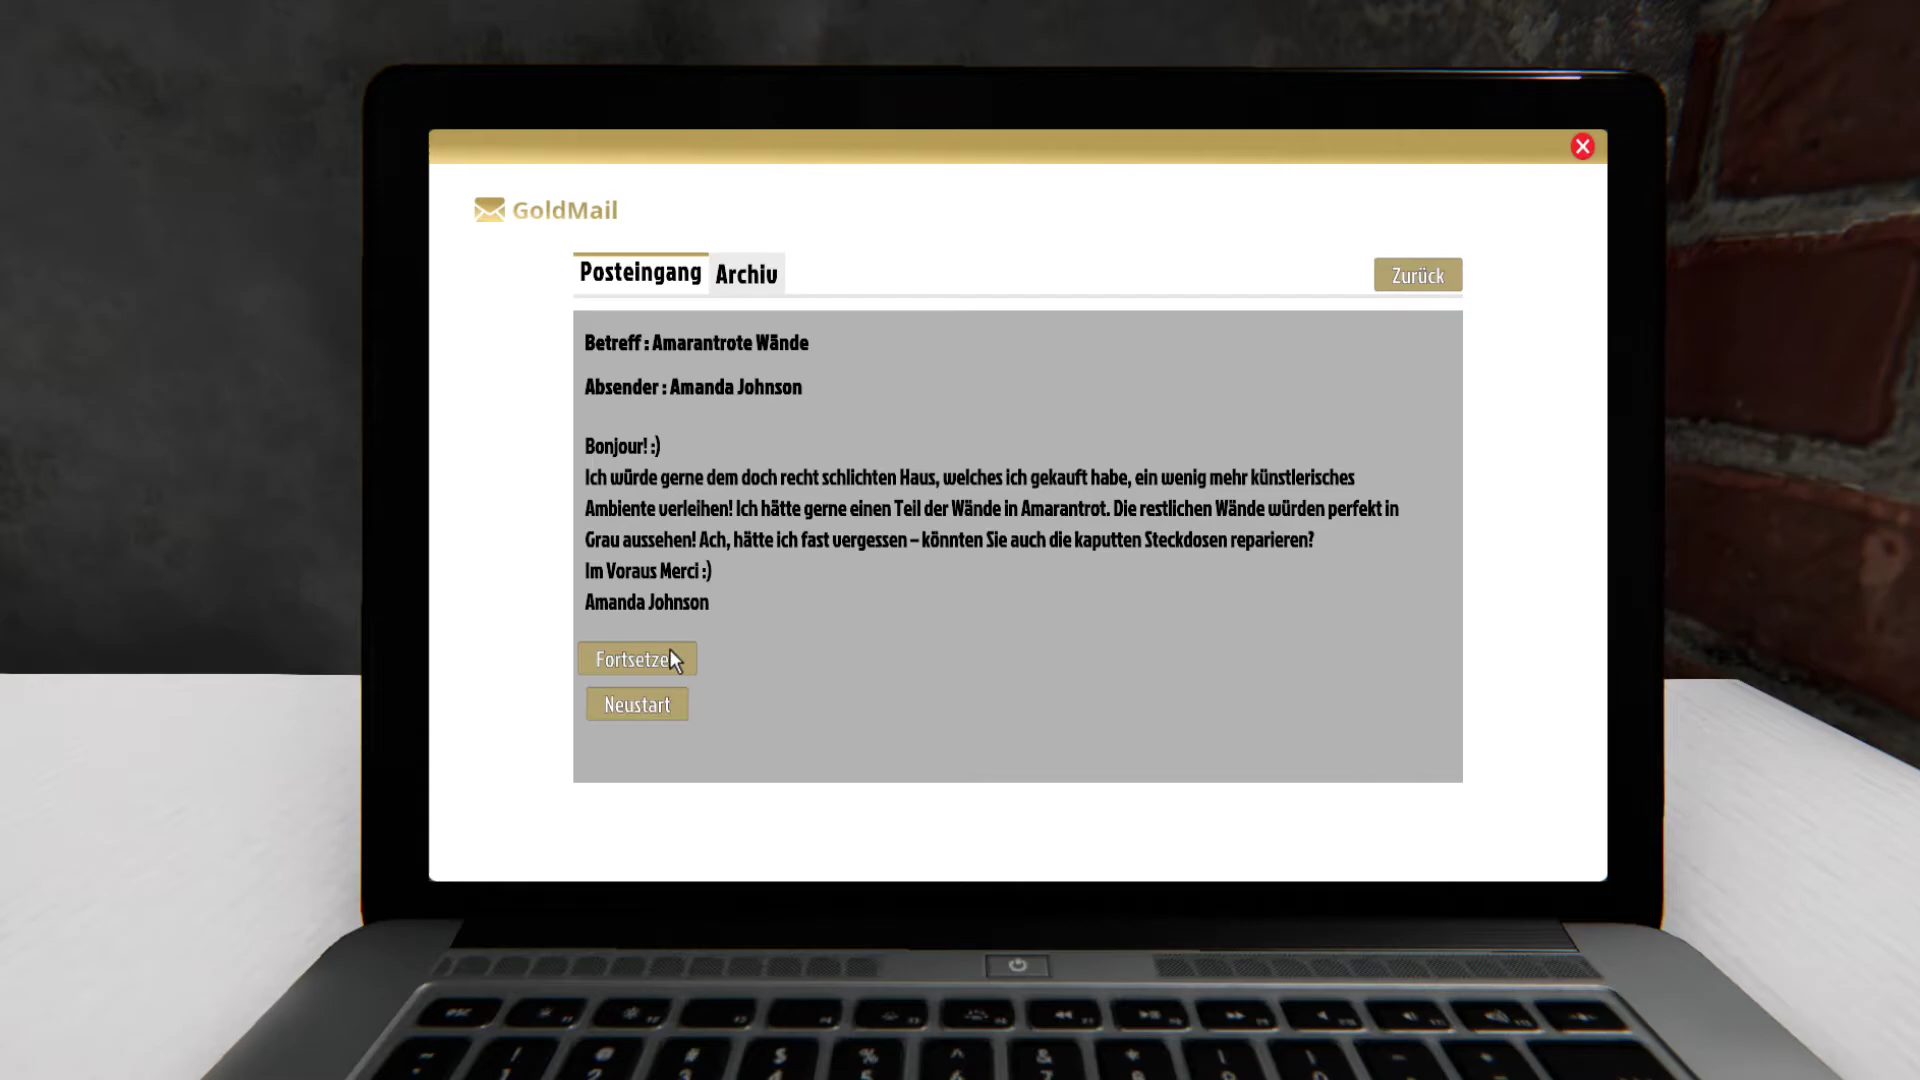 GoldMail
Posteingang
Archiv
Zurück
Betreff : Amarantrote Wände
Absender : Amanda Johnson
Bonjour! :)
Ich würde gerne dem doch recht schlichten Haus, welches ich gekauft habe, ein wenig mehr künstlerisches
Ambiente verleihen! Ich hätte gerne einen Teil der Wände in Amarantrot. Die restlichen Wände würden perfekt in
Grau aussehen! Ach, hätte ich fast vergessen – könnten Sie auch die kaputten Steckdosen reparieren?
Im Voraus Merci :)
Amanda Johnson
Neustart